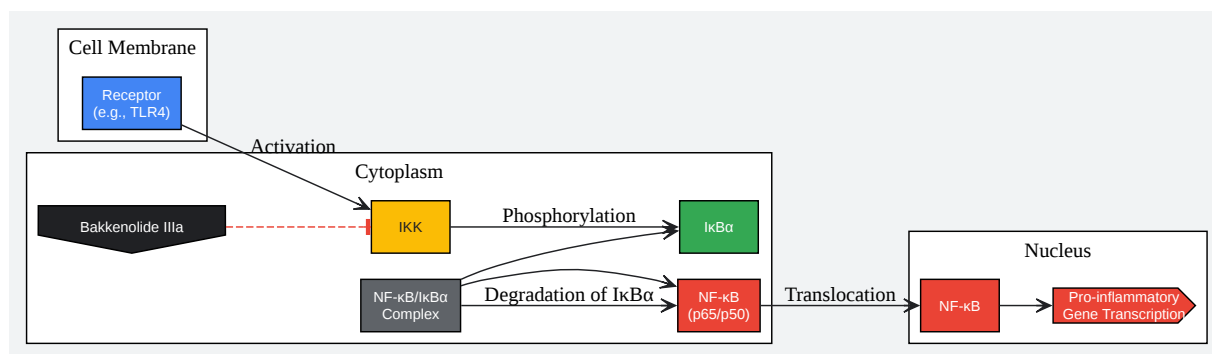 Cell Membrane
Receptor
(e.g., TLR4)
Activation
Cytoplasm
Bakkenolide IIIa
IKK
Phosphorylation
IκBα
NF-κB/IκBα
Complex
Degradation of IκBα
NF-κB
(p65/p50)
Translocation
Nucleus
NF-κB
Pro-inflammatory
Gene Transcription